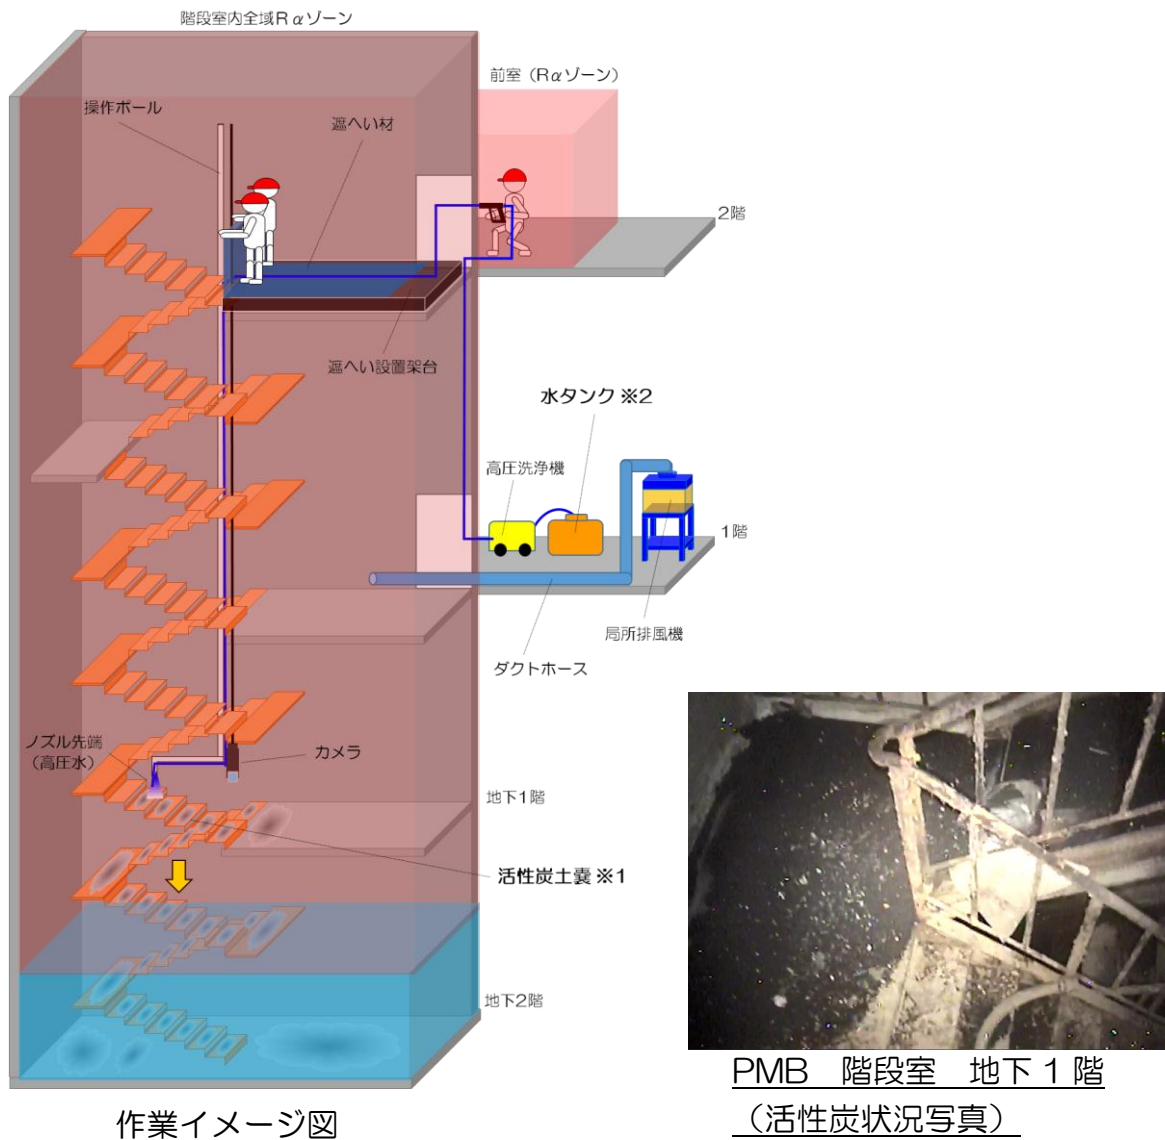 階段室内全域Rαゾーン
前室（Rαゾーン）
操作ポール
遮へい材
2階
遮へい設置架台
水タンク※2
高圧洗浄機
1階
局所排風機
ダクトホース
ノズル先端
（高圧水）
カメラ
地下1階
活性炭土嚢※1
地下2階
PMB　階段室　地下1階
（活性炭状況写真）
作業イメージ図